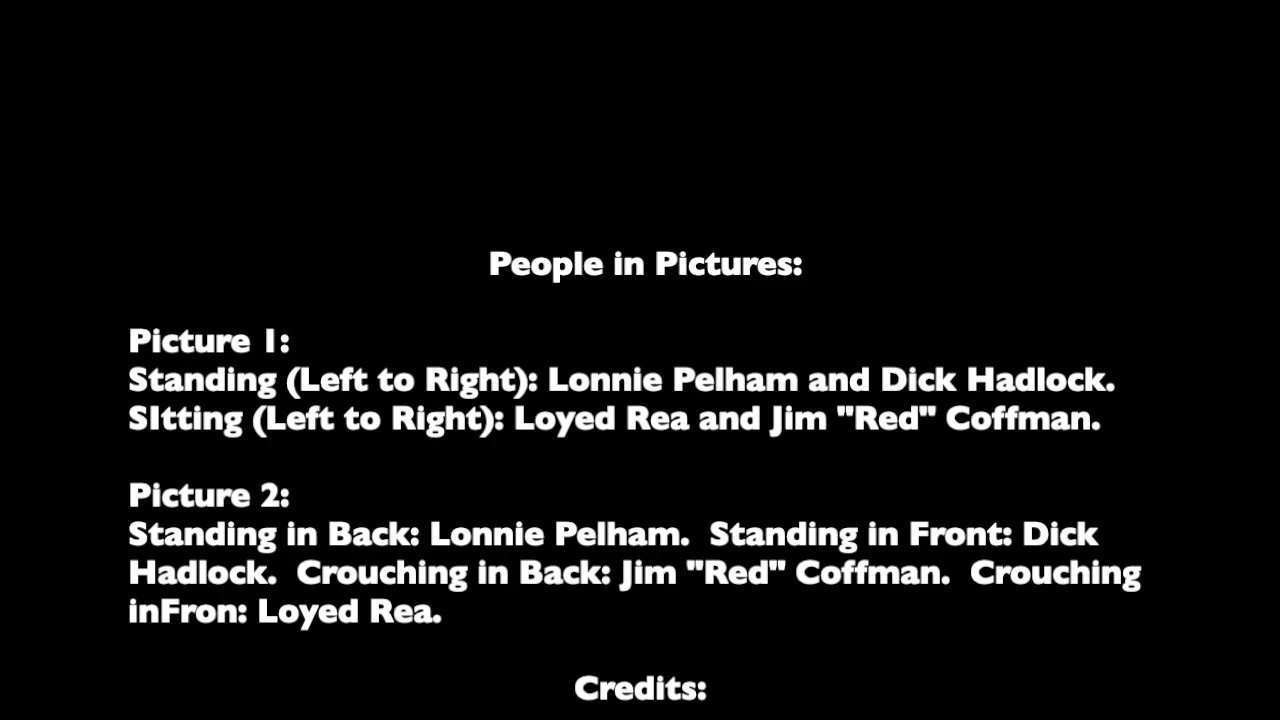 People in Pictures:
Picture 1:
Standing (Left to Right): Lonnie Pelham and Dick Hadlock.
SItting (Left to Right): Loyed Rea and Jim "Red" Coffman.
Picture 2:
Standing in Back: Lonnie Pelham.  Standing in Front: Dick
Hadlock.  Crouching in Back: Jim "Red" Coffman.  Crouching
inFron: Loyed Rea.
Credits: